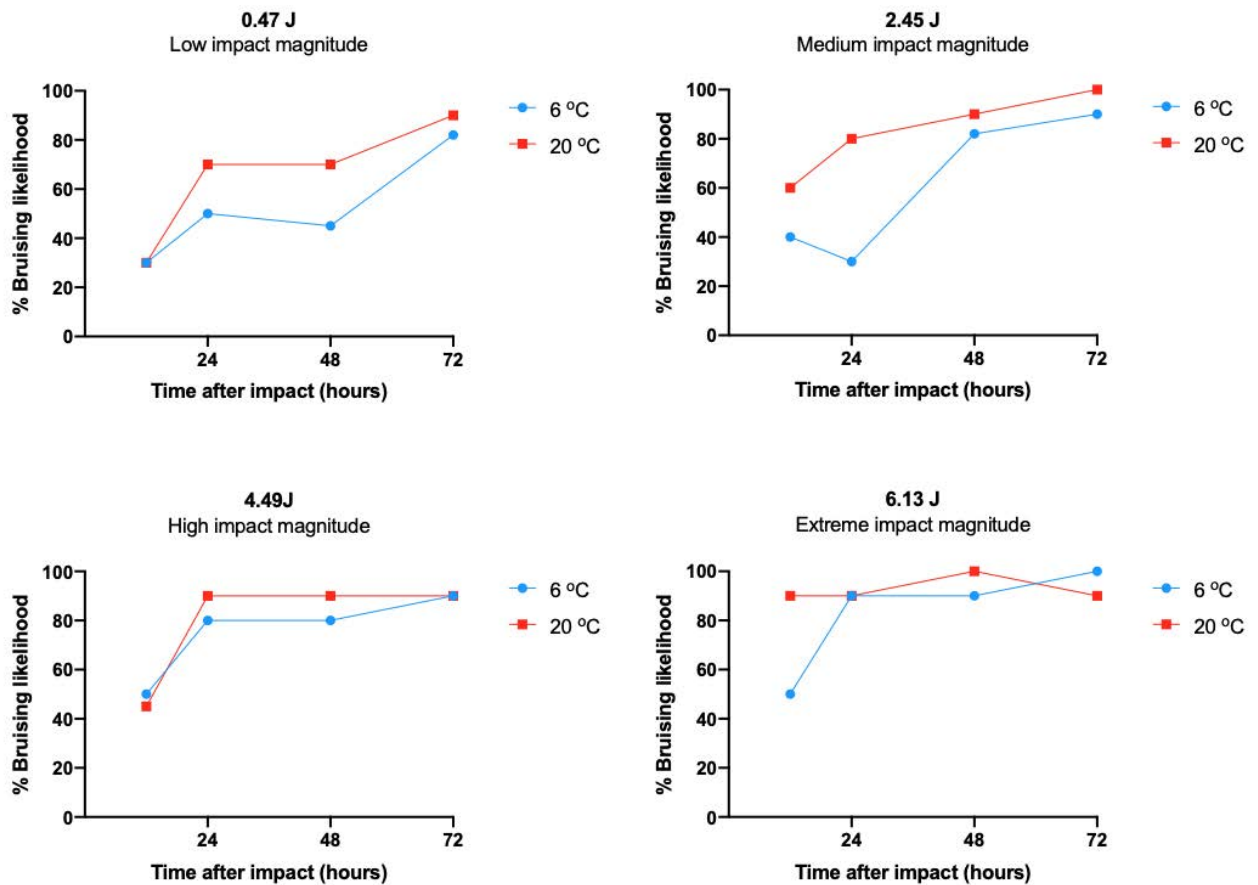 0.47 J
Low impact magnitude
% Bruising likelihood
100
80
60
40
20
0
24 48 72
Time after impact (hours)
6 ºC
20 ºC
2.45 J
Medium impact magnitude
% Bruising likelihood
100
80
60
40
20
0
24 48 72
Time after impact (hours)
6 ºC
20 ºC
4.49J
High impact magnitude
% Bruising likelihood
100
80
60
40
20
0
24 48 72
Time after impact (hours)
6 ºC
20 ºC
6.13 J
Extreme impact magnitude
% Bruising likelihood
100
80
60
40
20
0
24 48 72
Time after impact (hours)
6 ºC
20 ºC